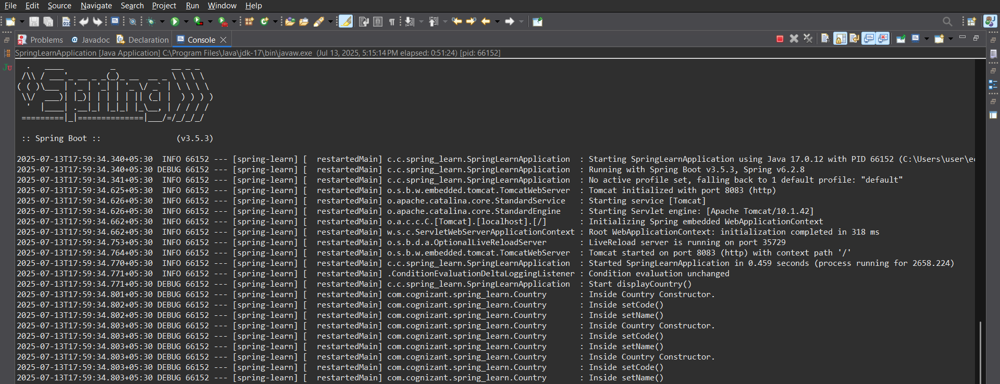 File Edit Source Navigate Search Project Run Window Help
Problems @ Javadoc Declaration Console
SpringLearnApplication [Java Application] C:\Program Files\Java\jdk-17\bin\javaw.exe (Jul 13, 2025, 5:15:14 PM elapsed: 0:51:24) [pid: 66152]
  .   ____          _            __ _ _
 /\\ / ___'_ __ _ _(_)_ __  __ _ \ \ \ \
( ( )\___ | '_ | '_| | '_ \/ _` | \ \ \ \
 \\/  ___)| |_)| | | | | || (_| |  ) ) ) )
  '  |____| .__|_| |_|_| |_\__, | / / / /
 =========|_|==============|___/=/_/_/_/
 :: Spring Boot ::                (v3.5.3)
2025-07-13T17:59:34.340+05:30  INFO 66152 --- [spring-learn] [  restartedMain] c.c.spring_learn.SpringLearnApplication  : Starting SpringLearnApplication using Java 17.0.12 with PID 66152 (C:\Users\user\ec
2025-07-13T17:59:34.340+05:30 DEBUG 66152 --- [spring-learn] [  restartedMain] c.c.spring_learn.SpringLearnApplication  : Running with Spring Boot v3.5.3, Spring v6.2.8
2025-07-13T17:59:34.341+05:30  INFO 66152 --- [spring-learn] [  restartedMain] c.c.spring_learn.SpringLearnApplication  : No active profile set, falling back to 1 default profile: "default"
2025-07-13T17:59:34.625+05:30  INFO 66152 --- [spring-learn] [  restartedMain] o.s.b.w.embedded.tomcat.TomcatWebServer  : Tomcat initialized with port 8083 (http)
2025-07-13T17:59:34.626+05:30  INFO 66152 --- [spring-learn] [  restartedMain] o.apache.catalina.core.StandardService   : Starting service [Tomcat]
2025-07-13T17:59:34.626+05:30  INFO 66152 --- [spring-learn] [  restartedMain] o.apache.catalina.core.StandardEngine    : Starting Servlet engine: [Apache Tomcat/10.1.42]
2025-07-13T17:59:34.662+05:30  INFO 66152 --- [spring-learn] [  restartedMain] o.a.c.c.C.[Tomcat].[localhost].[/]       : Initializing Spring embedded WebApplicationContext
2025-07-13T17:59:34.662+05:30  INFO 66152 --- [spring-learn] [  restartedMain] w.s.c.ServletWebServerApplicationContext : Root WebApplicationContext: initialization completed in 318 ms
2025-07-13T17:59:34.753+05:30  INFO 66152 --- [spring-learn] [  restartedMain] o.s.b.d.a.OptionalLiveReloadServer       : LiveReload server is running on port 35729
2025-07-13T17:59:34.764+05:30  INFO 66152 --- [spring-learn] [  restartedMain] o.s.b.w.embedded.tomcat.TomcatWebServer  : Tomcat started on port 8083 (http) with context path '/'
2025-07-13T17:59:34.770+05:30  INFO 66152 --- [spring-learn] [  restartedMain] c.c.spring_learn.SpringLearnApplication  : Started SpringLearnApplication in 0.459 seconds (process running for 2658.224)
2025-07-13T17:59:34.771+05:30  INFO 66152 --- [spring-learn] [  restartedMain] .ConditionEvaluationDeltaLoggingListener : Condition evaluation unchanged
2025-07-13T17:59:34.771+05:30 DEBUG 66152 --- [spring-learn] [  restartedMain] c.c.spring_learn.SpringLearnApplication  : Start displayCountry()
2025-07-13T17:59:34.801+05:30 DEBUG 66152 --- [spring-learn] [  restartedMain] com.cognizant.spring_learn.Country       : Inside Country Constructor.
2025-07-13T17:59:34.802+05:30 DEBUG 66152 --- [spring-learn] [  restartedMain] com.cognizant.spring_learn.Country       : Inside setCode()
2025-07-13T17:59:34.802+05:30 DEBUG 66152 --- [spring-learn] [  restartedMain] com.cognizant.spring_learn.Country       : Inside setName()
2025-07-13T17:59:34.803+05:30 DEBUG 66152 --- [spring-learn] [  restartedMain] com.cognizant.spring_learn.Country       : Inside Country Constructor.
2025-07-13T17:59:34.803+05:30 DEBUG 66152 --- [spring-learn] [  restartedMain] com.cognizant.spring_learn.Country       : Inside setCode()
2025-07-13T17:59:34.803+05:30 DEBUG 66152 --- [spring-learn] [  restartedMain] com.cognizant.spring_learn.Country       : Inside setName()
2025-07-13T17:59:34.803+05:30 DEBUG 66152 --- [spring-learn] [  restartedMain] com.cognizant.spring_learn.Country       : Inside Country Constructor.
2025-07-13T17:59:34.803+05:30 DEBUG 66152 --- [spring-learn] [  restartedMain] com.cognizant.spring_learn.Country       : Inside setCode()
2025-07-13T17:59:34.803+05:30 DEBUG 66152 --- [spring-learn] [  restartedMain] com.cognizant.spring_learn.Country       : Inside setName()